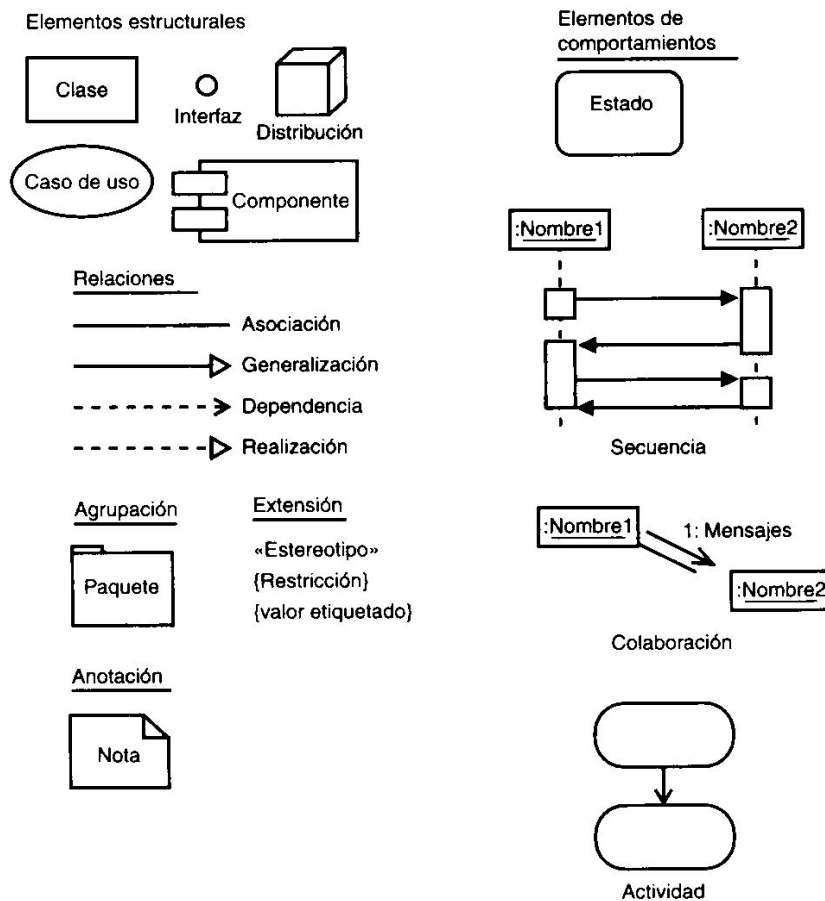 Elementos estructurales
Clase
Interfaz
Distribución
Caso de uso
Componente
Relaciones
Asociación
Generalización
Dependencia
Realización
Agrupación
Paquete
Extensión
«Estereotipo»
{Restricción}
{valor etiquetado}
Anotación
Nota
Elementos de
comportamientos
Estado
:Nombre1
:Nombre2
Secuencia
:Nombre1
1: Mensajes
:Nombre2
Colaboración
Actividad